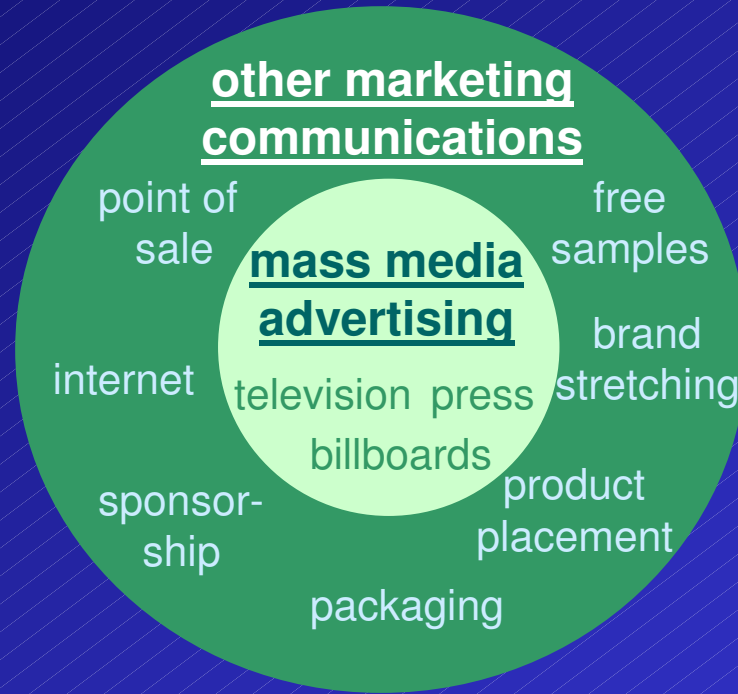 other marketing
communications
point of
sale
free
samples
mass media
advertising
brand
stretching
internet
television press
billboards
product
placement
sponsor-
ship
packaging